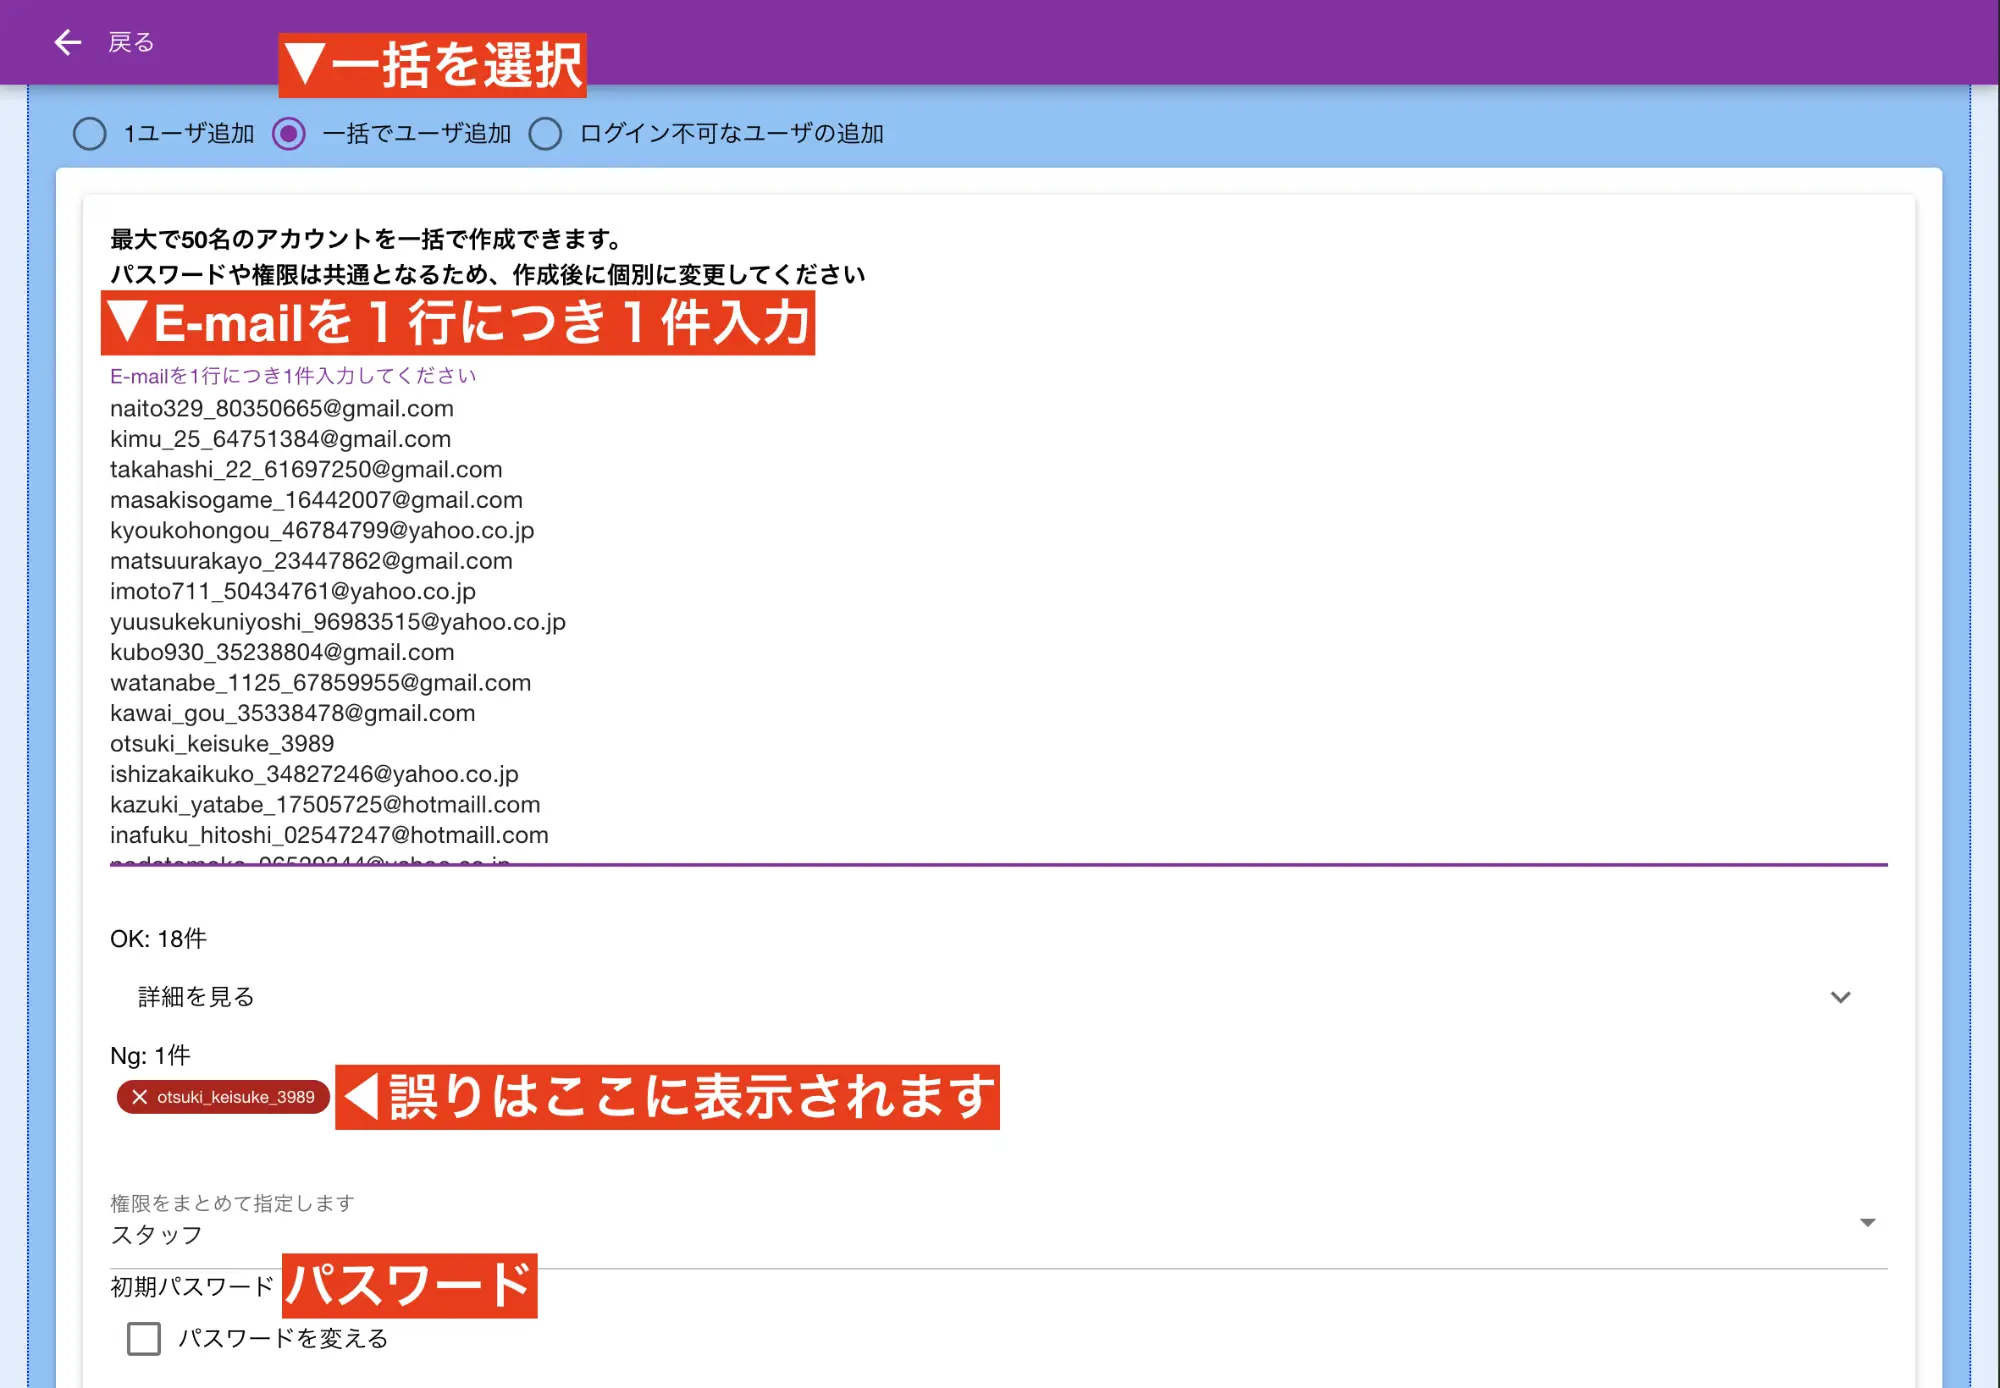 戻る
▼一括を選択
1ユーザ追加 一括でユーザ追加 ログイン不可なユーザの追加
最大で50名のアカウントを一括で作成できます。
パスワードや権限は共通となるため、作成後に個別に変更してください
▼E-mailを１行につき１件入力
E-mailを1行につき1件入力してください
naito329_80350665@gmail.com
kimu_25_64751384@gmail.com
takahashi_22_61697250@gmail.com
masakisogame_16442007@gmail.com
kyoukohongou_46784799@yahoo.co.jp
matsuurakayo_23447862@gmail.com
imoto711_50434761@yahoo.co.jp
yuusukekuniyoshi_96983515@yahoo.co.jp
kubo930_35238804@gmail.com
watanabe_1125_67859955@gmail.com
kawai_gou_35338478@gmail.com
otsuki_keisuke_3989
ishizakaikuko_34827246@yahoo.co.jp
kazuki_yatabe_17505725@hotmaill.com
inafuku_hitoshi_02547247@hotmaill.com
OK: 18件
詳細を見る
Ng: 1件
otsuki_keisuke_3989 ◀誤りはここに表示されます
権限をまとめて指定します
スタッフ
初期パスワード パスワード
パスワードを変える